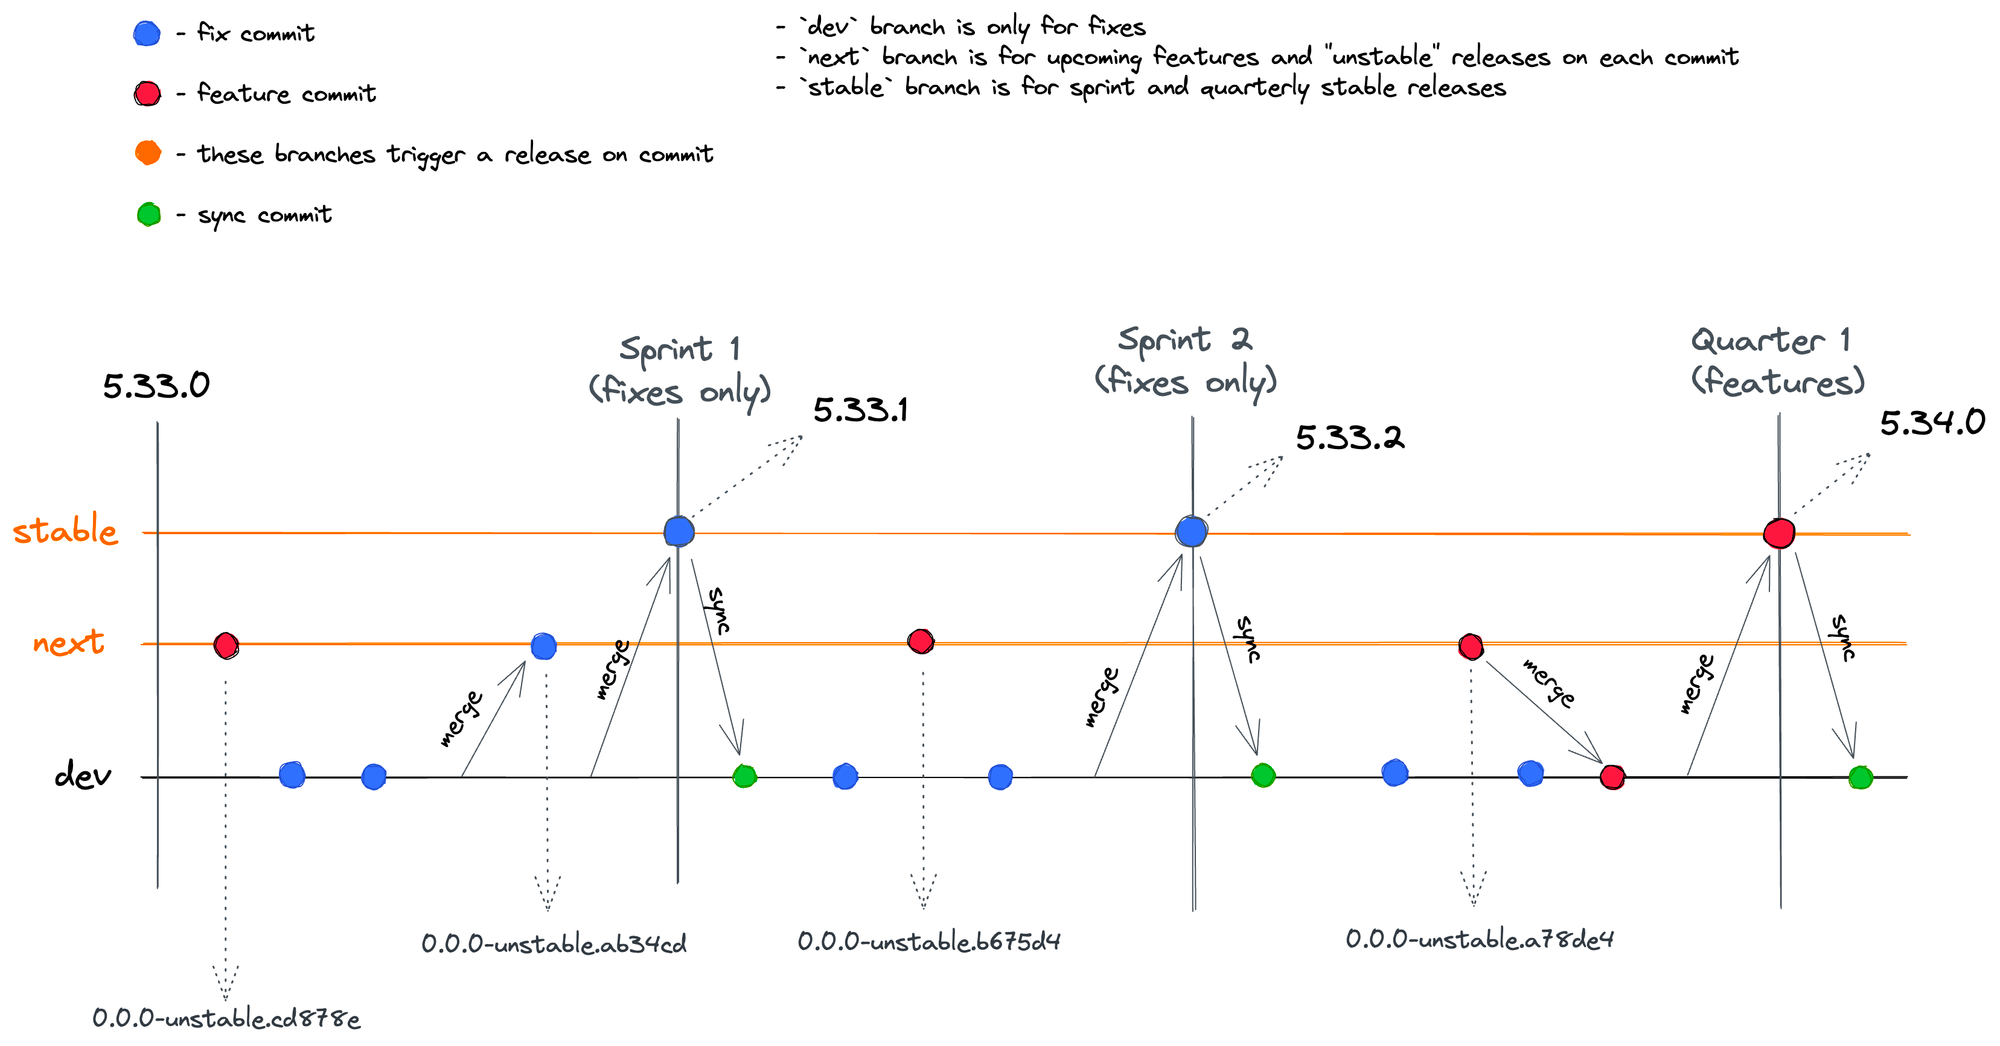 - fix commit
- feature commit
- these branches trigger a release on commit
- sync commit
- `dev` branch is only for fixes
- `next` branch is for upcoming features and "unstable" releases on each commit
- `stable` branch is for sprint and quarterly stable releases
5.33.0
Sprint 1
(fixes only)
5.33.1
Sprint 2
(fixes only)
5.33.2
Quarter 1
(features)
5.34.0
stable
next
dev
merge
merge
sync
merge
sync
merge
merge
sync
0.0.0-unstable.cd878e
0.0.0-unstable.ab34cd
0.0.0-unstable.b675d4
0.0.0-unstable.a78de4